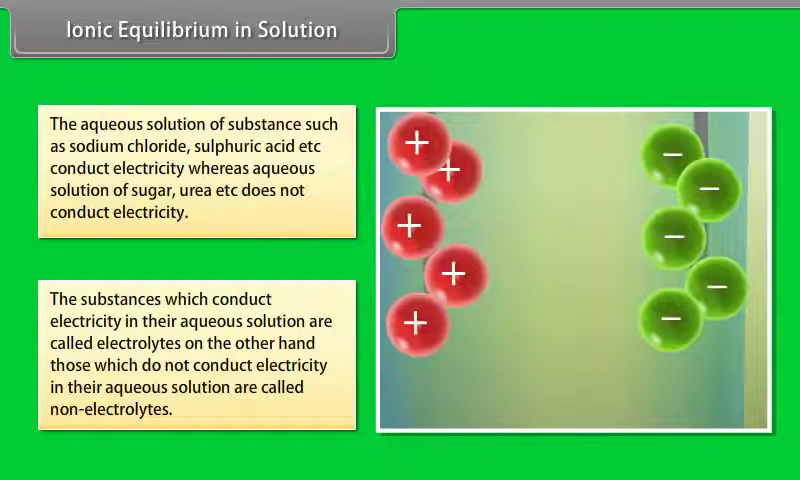 Ionic Equilibrium in Solution
The aqueous solution of substance such
as sodium chloride, sulphuric acid etc
conduct electricity whereas aqueous
solution of sugar, urea etc does not
conduct electricity.
The substances which conduct
electricity in their aqueous solution are
called electrolytes on the other hand
those which do not conduct electricity
in their aqueous solution are called
non-electrolytes.
+ −
+ −
+ −
+ −
+ −